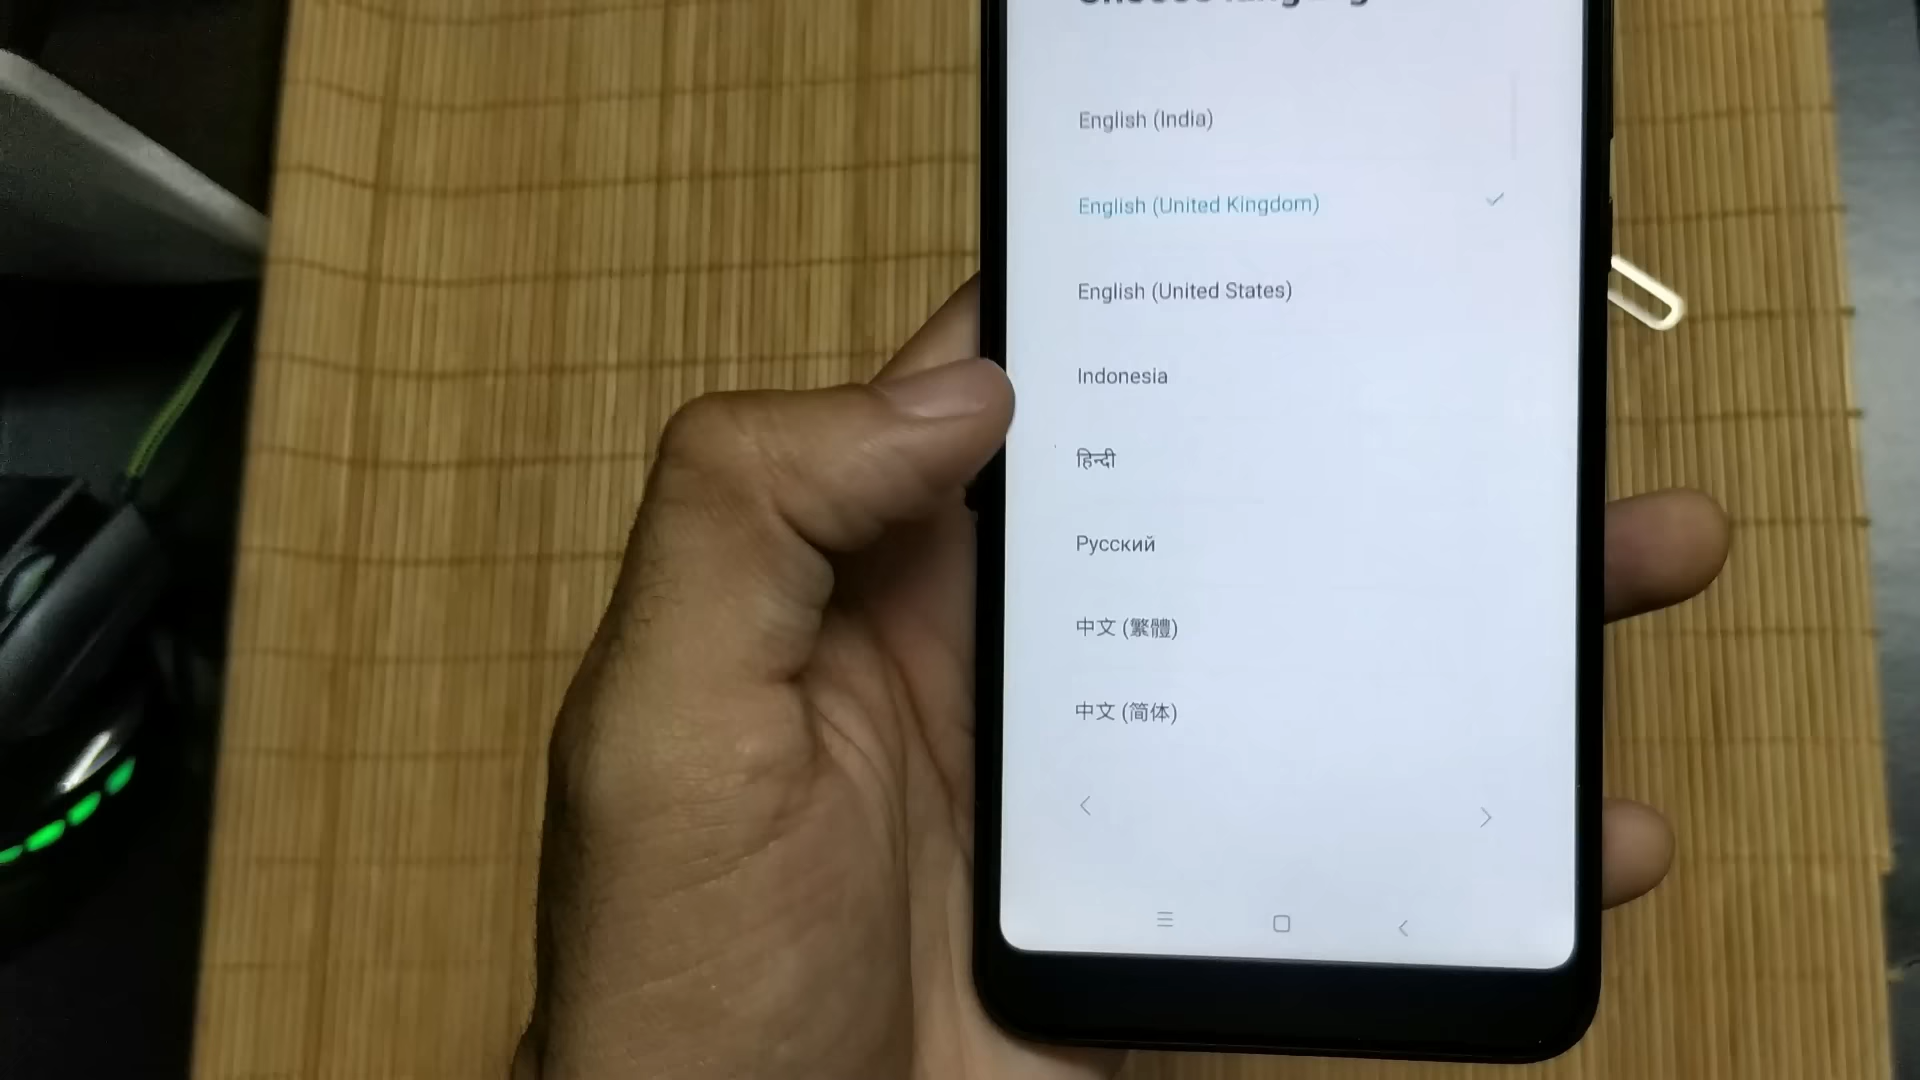 English (India)
English (United Kingdom)
English (United States)
Indonesia
हिन्दी
Русский
中文 (繁體)
中文 (简体)